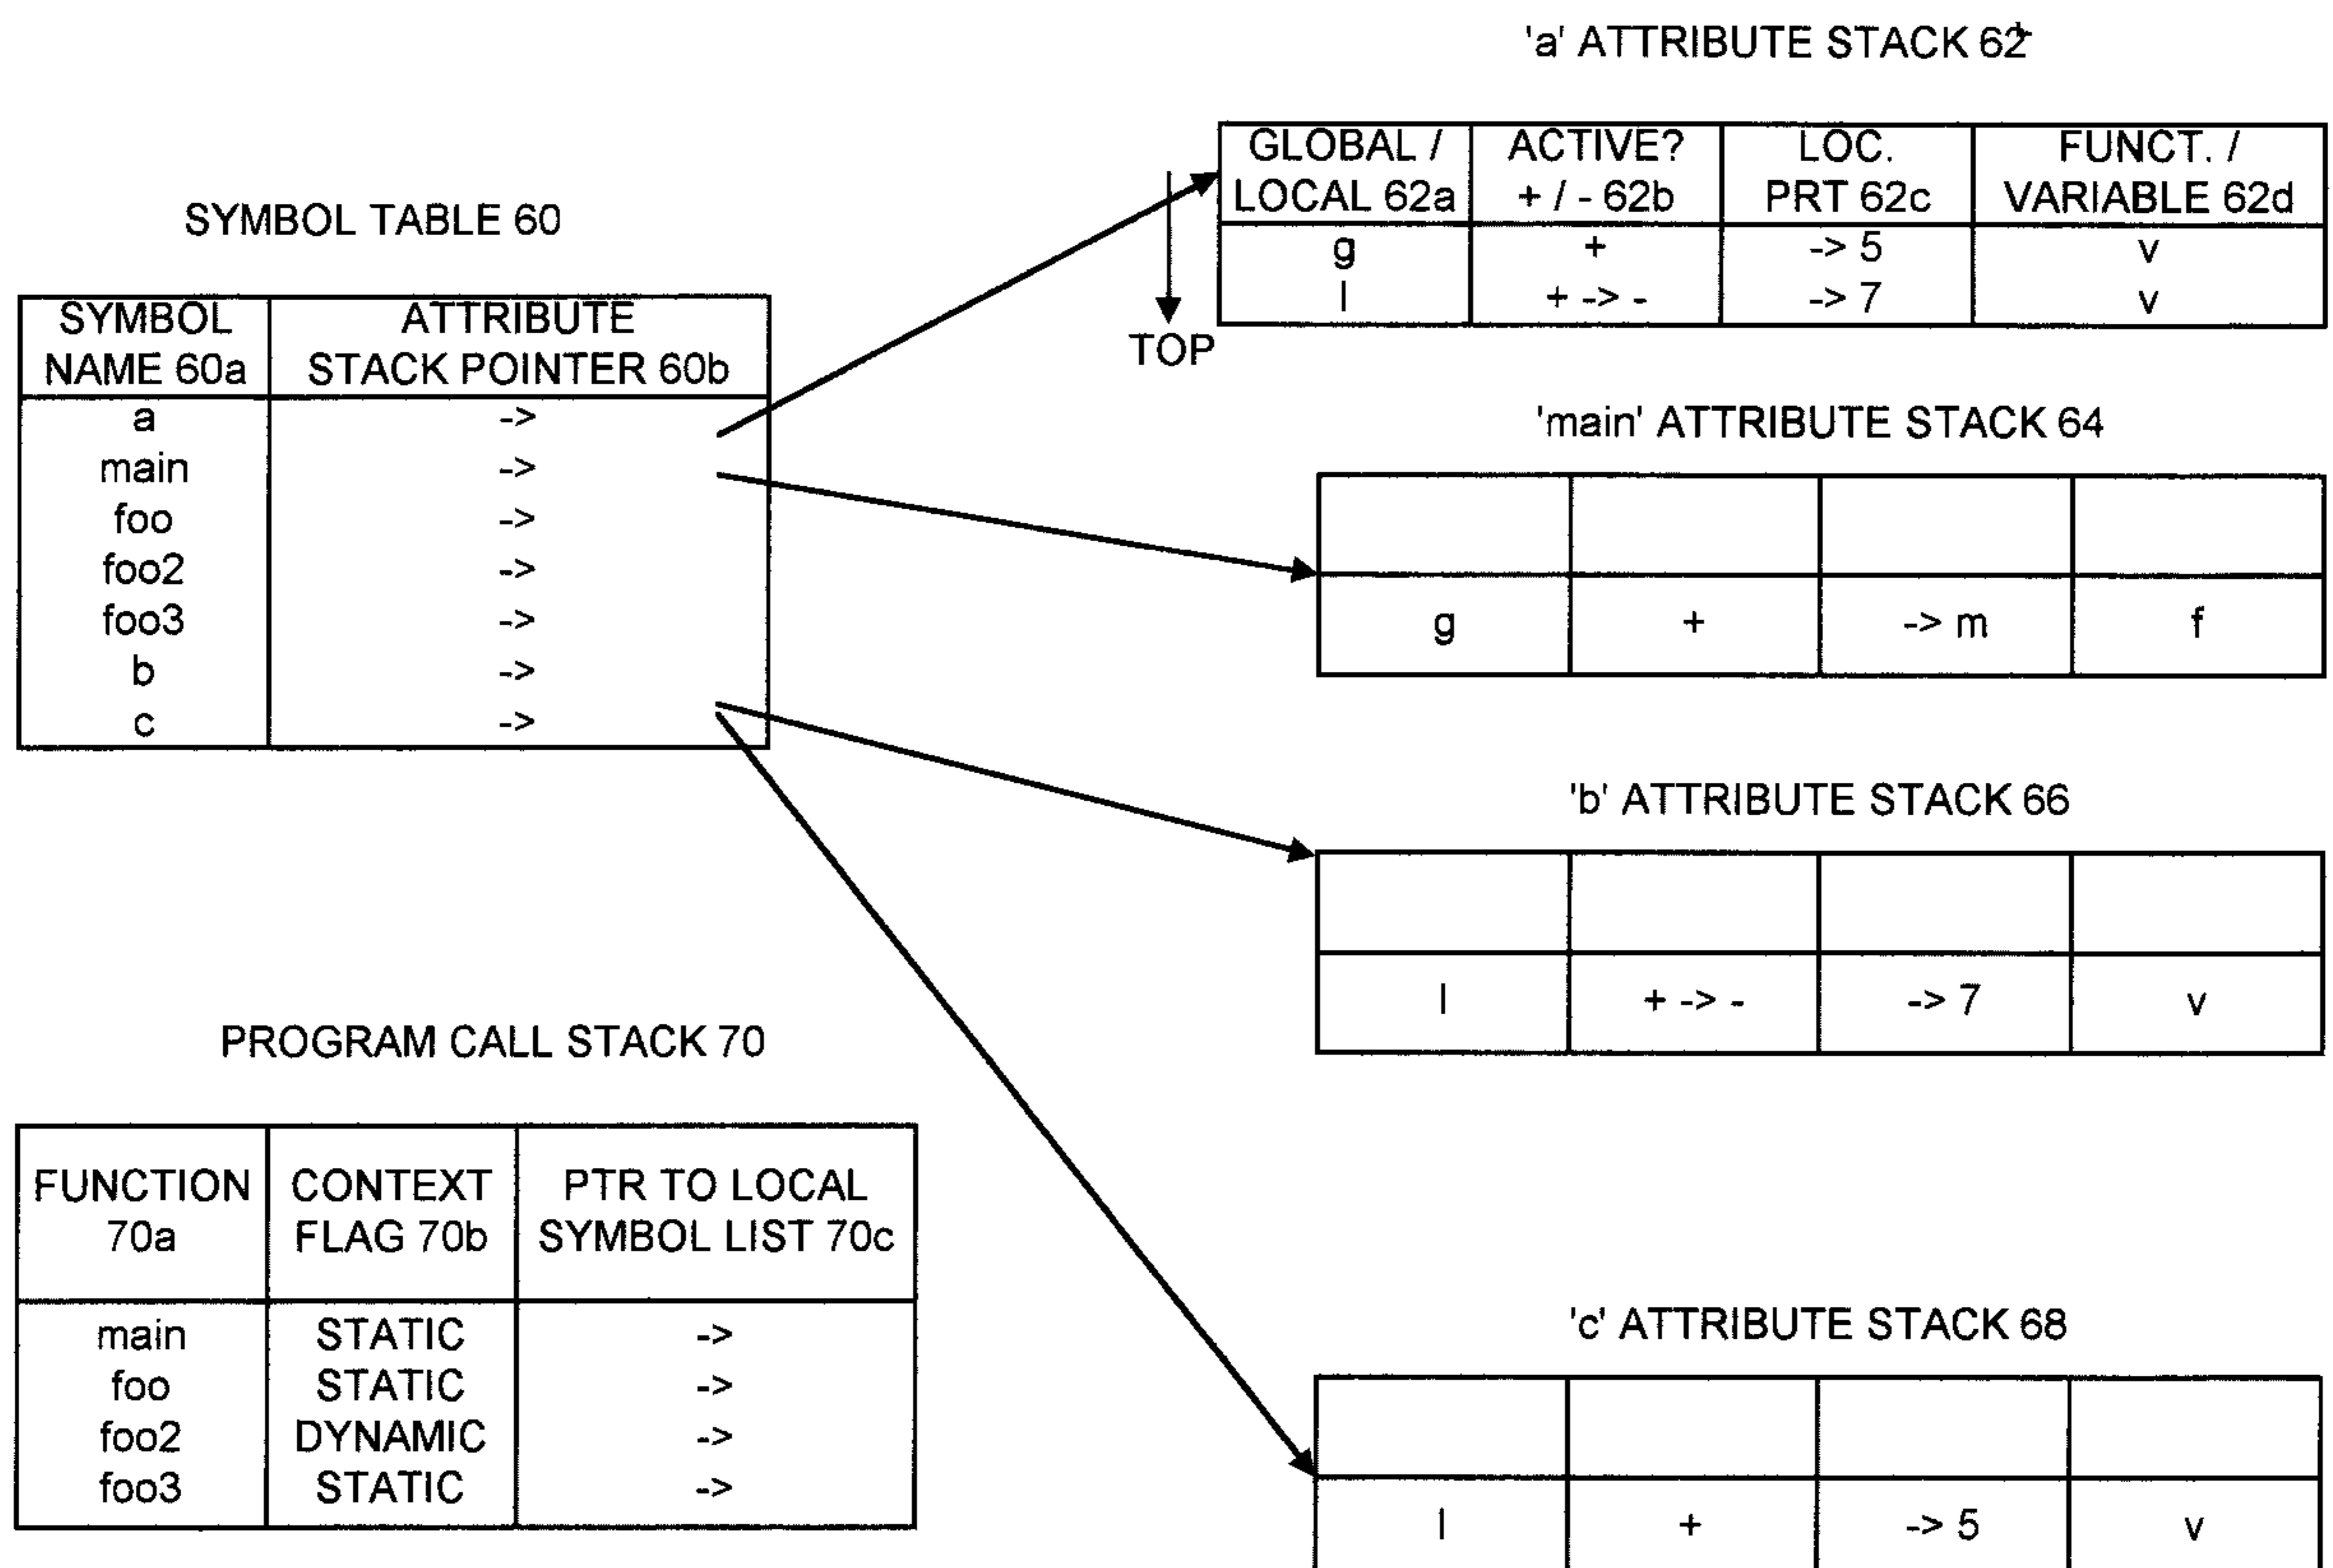 'a' ATTRIBUTE STACK 62
GLOBAL / LOCAL 62a
ACTIVE? + / - 62b
LOC. PRT 62c
FUNCT. / VARIABLE 62d
g + -> 5 v
l + -> - -> 7 v
TOP
SYMBOL TABLE 60
SYMBOL NAME 60a
ATTRIBUTE STACK POINTER 60b
a ->
main ->
foo ->
foo2 ->
foo3 ->
b ->
c ->
'main' ATTRIBUTE STACK 64
g + -> m f
'b' ATTRIBUTE STACK 66
l + -> - -> 7 v
PROGRAM CALL STACK 70
FUNCTION 70a
CONTEXT FLAG 70b
PTR TO LOCAL SYMBOL LIST 70c
main STATIC ->
foo STATIC ->
foo2 DYNAMIC ->
foo3 STATIC ->
'c' ATTRIBUTE STACK 68
l + -> 5 v